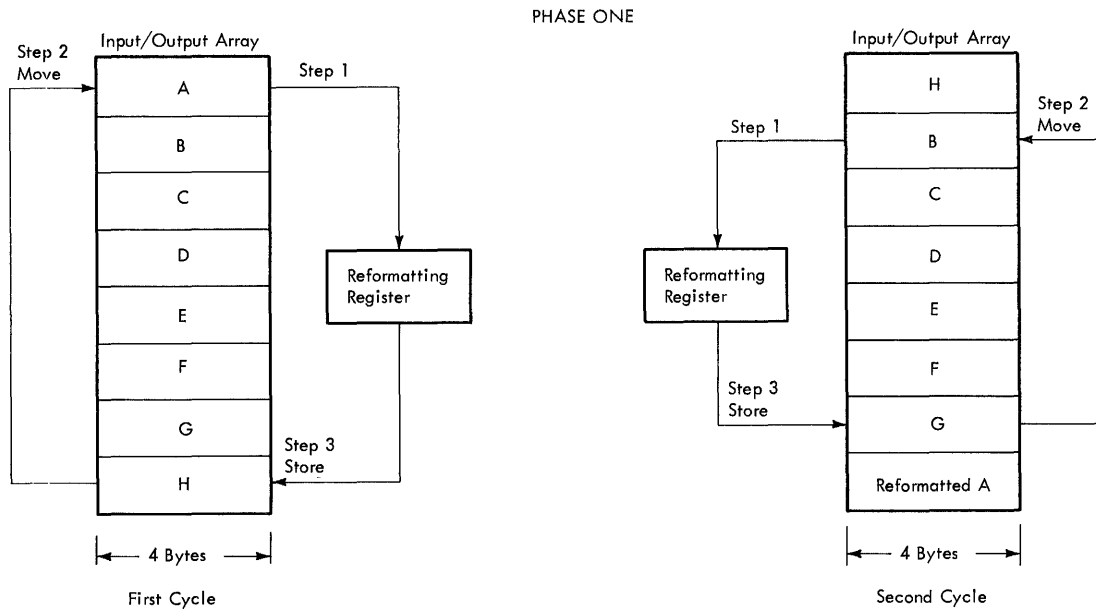 PHASE ONE
Input/Output Array
Step 2
Move
Step 1
A
B
C
D
E
F
G
H
Reformatting
Register
Step 3
Store
4 Bytes
First Cycle
Input/Output Array
Step 1
Step 2
Move
H
B
C
D
E
F
G
Reformatted A
Reformatting
Register
Step 3
Store
4 Bytes
Second Cycle